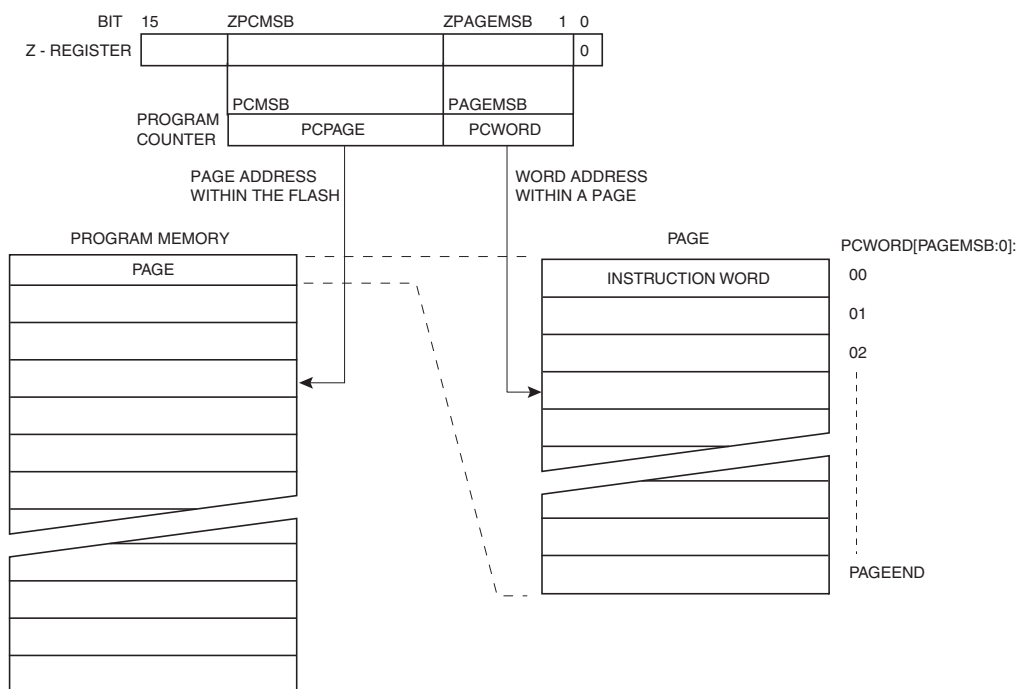 BIT 15 ZPCMSB ZPAGEMSB 1 0
Z - REGISTER 0
PCMSB PAGEMSB
PROGRAM
COUNTER
PCPAGE PCWORD
PAGE ADDRESS
WITHIN THE FLASH
WORD ADDRESS
WITHIN A PAGE
PROGRAM MEMORY
PAGE
PAGE
PCWORD[PAGEMSB:0]:
INSTRUCTION WORD
00
01
02
PAGEEND